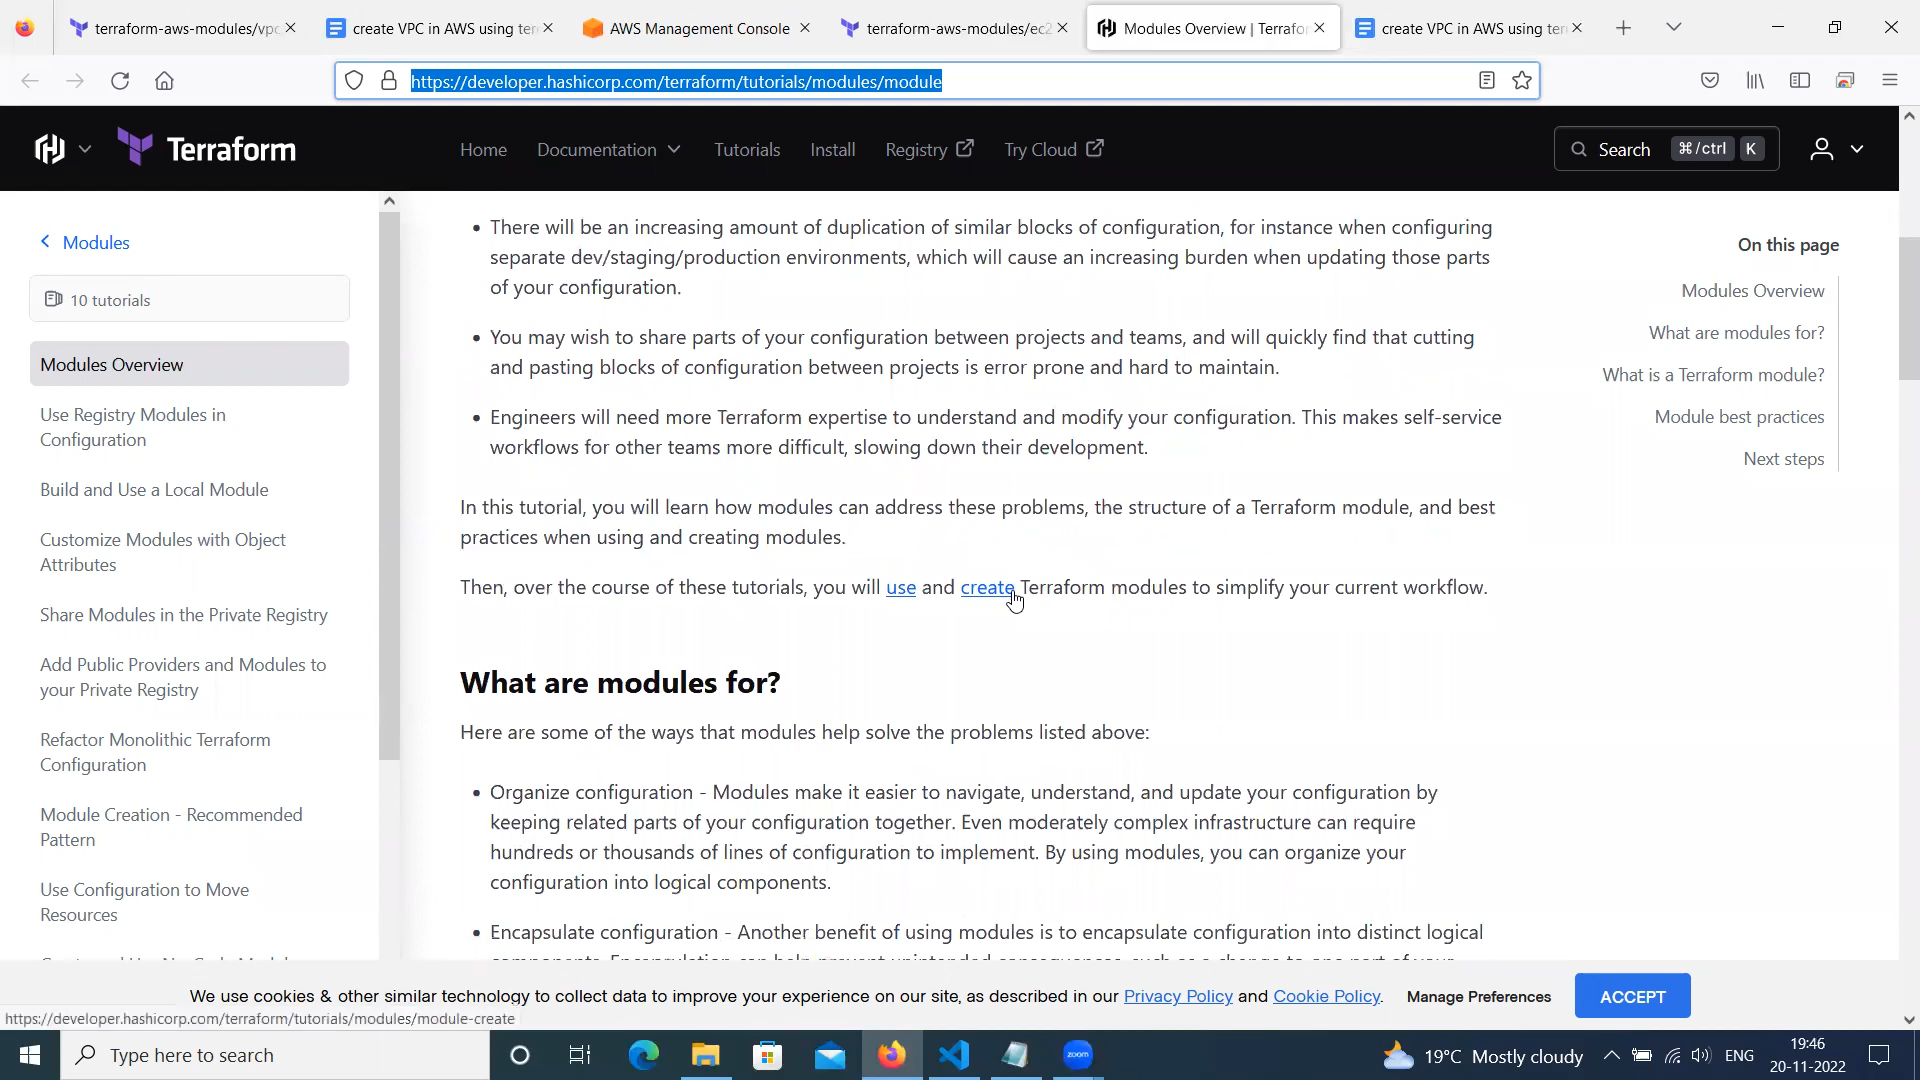 terraform-aws-modules/vpc
create VPC in AWS using ter
AWS Management Console
terraform-aws-modules/ec2
Modules Overview | Terrafor
create VPC in AWS using ter
https://developer.hashicorp.com/terraform/tutorials/modules/module
Terraform
Home
Documentation
Tutorials
Install
Registry
Try Cloud
Search
⌘/ctrl
K
Modules
10 tutorials
Modules Overview
Use Registry Modules in
Configuration
Build and Use a Local Module
Customize Modules with Object
Attributes
Share Modules in the Private Registry
Add Public Providers and Modules to
your Private Registry
Refactor Monolithic Terraform
Configuration
Module Creation - Recommended
Pattern
Use Configuration to Move
Resources
• There will be an increasing amount of duplication of similar blocks of configuration, for instance when configuring
separate dev/staging/production environments, which will cause an increasing burden when updating those parts
of your configuration.
• You may wish to share parts of your configuration between projects and teams, and will quickly find that cutting
and pasting blocks of configuration between projects is error prone and hard to maintain.
• Engineers will need more Terraform expertise to understand and modify your configuration. This makes self-service
workflows for other teams more difficult, slowing down their development.
In this tutorial, you will learn how modules can address these problems, the structure of a Terraform module, and best
practices when using and creating modules.
Then, over the course of these tutorials, you will use and create Terraform modules to simplify your current workflow.
What are modules for?
Here are some of the ways that modules help solve the problems listed above:
• Organize configuration - Modules make it easier to navigate, understand, and update your configuration by
keeping related parts of your configuration together. Even moderately complex infrastructure can require
hundreds or thousands of lines of configuration to implement. By using modules, you can organize your
configuration into logical components.
• Encapsulate configuration - Another benefit of using modules is to encapsulate configuration into distinct logical
On this page
Modules Overview
What are modules for?
What is a Terraform module?
Module best practices
Next steps
We use cookies & other similar technology to collect data to improve your experience on our site, as described in our Privacy Policy and Cookie Policy.
Manage Preferences
ACCEPT
https://developer.hashicorp.com/terraform/tutorials/modules/module-create
Type here to search
zoom
19°C Mostly cloudy
ENG
19:46
20-11-2022